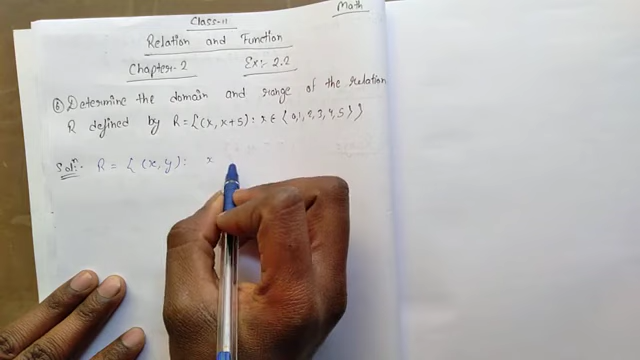 Math
Class-11
Relation and Function
Chapter-2 Ex:- 2.2
⑥ Determine the domain and range of the relation
R defined by R = {(x, x+5) : x ∈ {0,1,2,3,4,5}}
Solⁿ:- R = { (x,y) : x